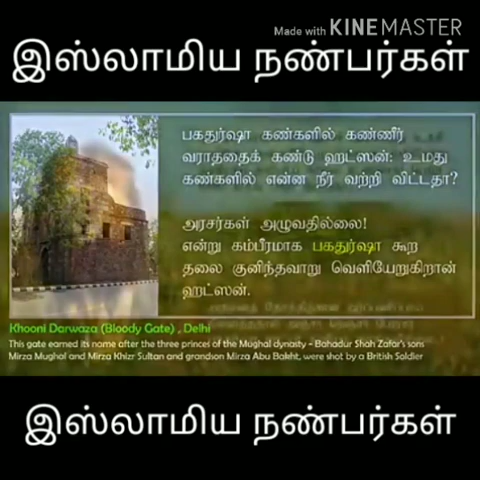 Made with KINEMASTER
இஸ்லாமிய நண்பர்கள்
பகதுர்ஷா கண்களில் கண்ணீர்
வராததைக் கண்டு ஹட்ஸன்: உமது
கண்களில் என்ன நீர் வற்றி விட்டதா?
அரசர்கள் அழுவதில்லை!
என்று கம்பீரமாக பகதுர்ஷா கூற
தலை குனிந்தவாறு வெளியேறுகிறான்
ஹட்ஸன்.
Khooni Darwaza (Bloody Gate) , Delhi
This gate earned its name after the three princes of the Mughal dynasty - Bahadur Shah Zafar's sons
Mirza Mughal and Mirza Khizr Sultan and grandson Mirza Abu Bakht, were shot by a British Soldier
இஸ்லாமிய நண்பர்கள்